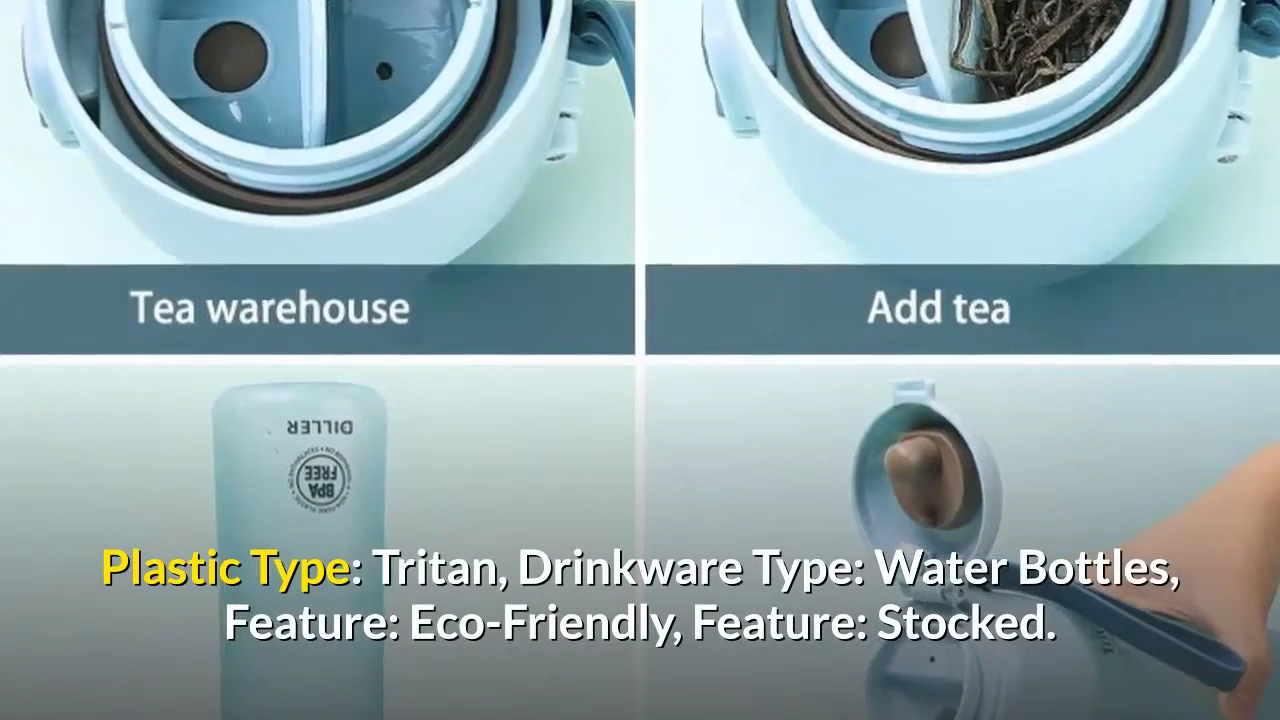 Tea warehouse
Add tea
DILLER
BPA
FREE
Plastic Type: Tritan, Drinkware Type: Water Bottles,
Feature: Eco-Friendly, Feature: Stocked.